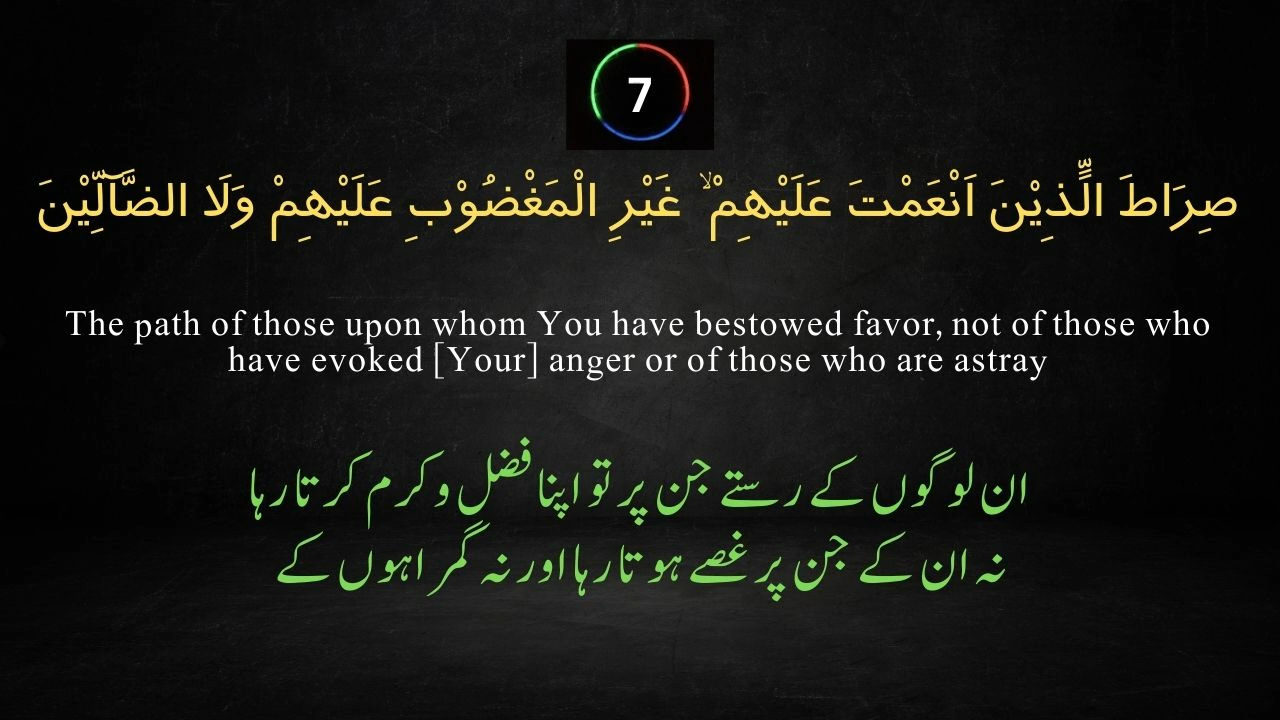 7
صِرَاطَ الَّذِيْنَ اَنْعَمْتَ عَلَيْهِمْ ۙ غَيْرِ الْمَغْضُوْبِ عَلَيْهِمْ وَلَا الضَّآلِّيْنَ
The path of those upon whom You have bestowed favor, not of those who
have evoked [Your] anger or of those who are astray
ان لوگوں کے رستے جن پر تو اپنا فضل وکرم کرتا رہا
نہ ان کے جن پر غصے ہوتا رہا اور نہ گمراہوں کے